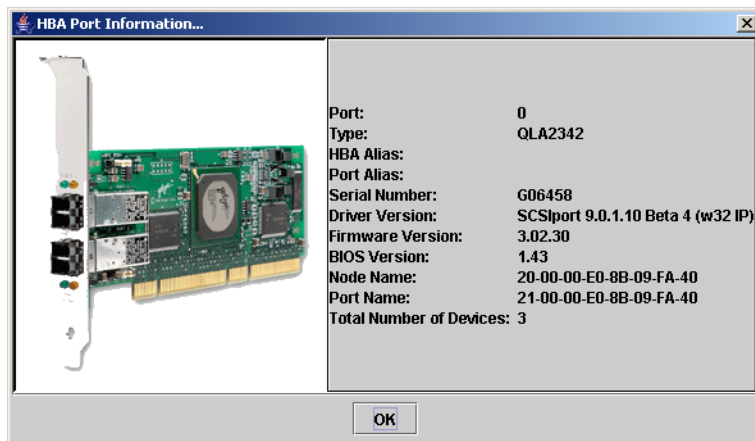 HBA Port Information...
Port: 0
Type: QLA2342
HBA Alias:
Port Alias:
Serial Number: G06458
Driver Version: SCSIport 9.0.1.10 Beta 4 (w32 IP)
Firmware Version: 3.02.30
BIOS Version: 1.43
Node Name: 20-00-00-E0-8B-09-FA-40
Port Name: 21-00-00-E0-8B-09-FA-40
Total Number of Devices: 3
OK